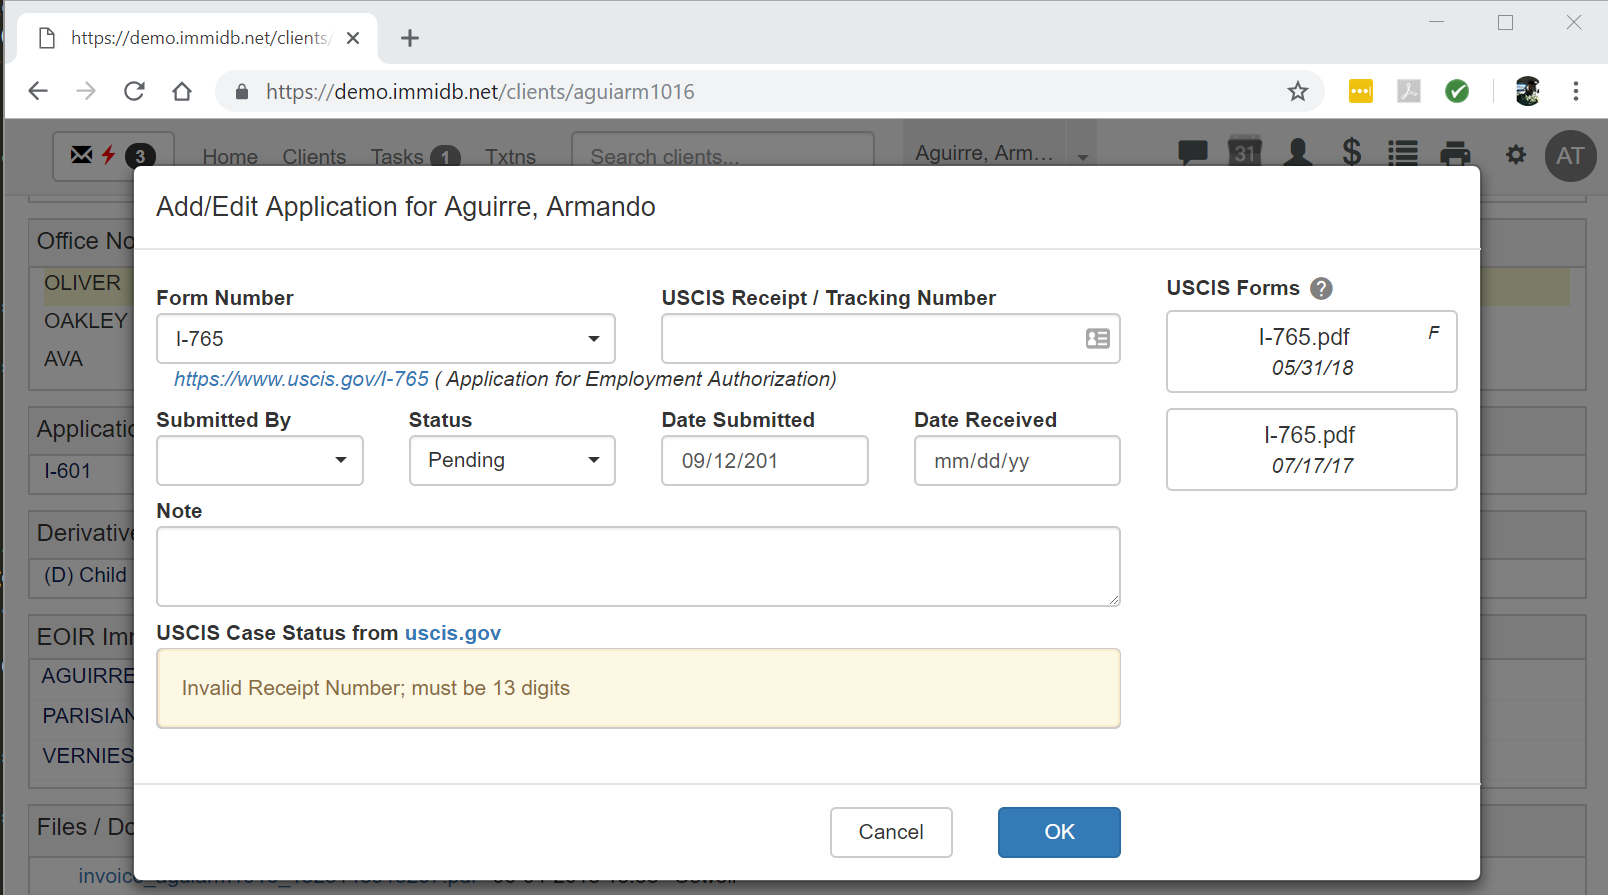 https://demo.immidb.net/clients/
https://demo.immidb.net/clients/aguiarm1016
3 Home Clients Tasks 1 Txtns Search clients... Aguirre, Arm... 31 $ AT
Add/Edit Application for Aguirre, Armando
Office No
OLIVER
OAKLEY
AVA
Applicatio
I-601
Derivative
(D) Child
EOIR Imm
AGUIRRE
PARISIAN
VERNIES
Files / Do
Form Number
I-765
https://www.uscis.gov/I-765 ( Application for Employment Authorization)
USCIS Receipt / Tracking Number
USCIS Forms ?
I-765.pdf F
05/31/18
I-765.pdf
07/17/17
Submitted By
Status
Pending
Date Submitted
09/12/201
Date Received
mm/dd/yy
Note
USCIS Case Status from uscis.gov
Invalid Receipt Number; must be 13 digits
Cancel OK